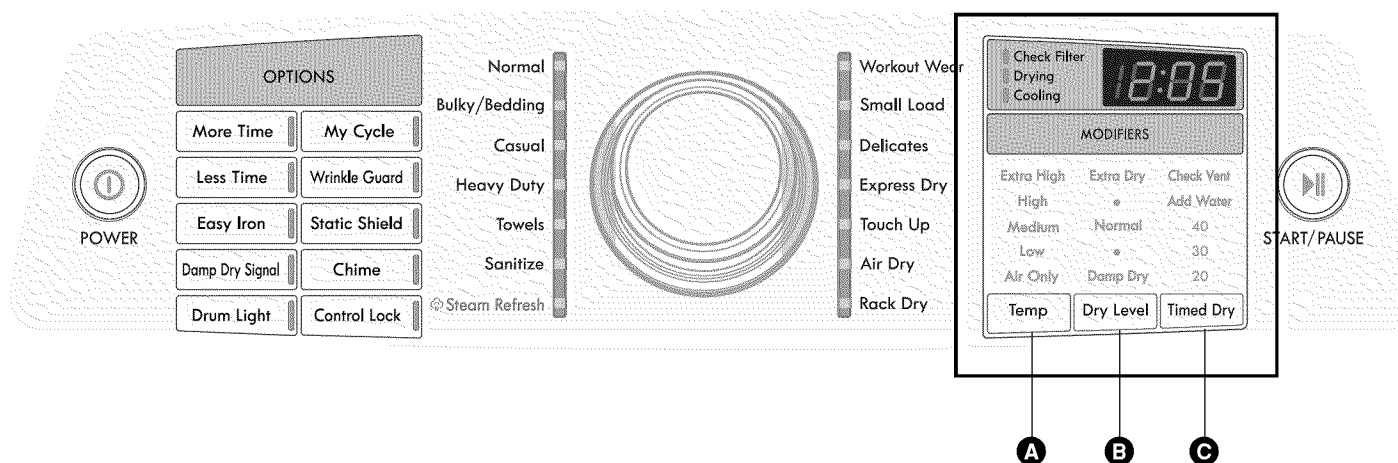 POWER
OPTIONS
More Time
My Cycle
Less Time
Wrinkle Guard
Easy Iron
Static Shield
Damp Dry Signal
Chime
Drum Light
Control Lock
Normal
Bulky/Bedding
Casual
Heavy Duty
Towels
Sanitize
Steam Refresh
Workout Wear
Small Load
Delicates
Express Dry
Touch Up
Air Dry
Rack Dry
Check Filter
Drying
Cooling
18:08
MODIFIERS
Extra High
High
Medium
Low
Air Only
Temp
Extra Dry
Normal
Damp Dry
Dry Level
Check Vent
Add Water
40
30
20
Timed Dry
START/PAUSE
A
B
C